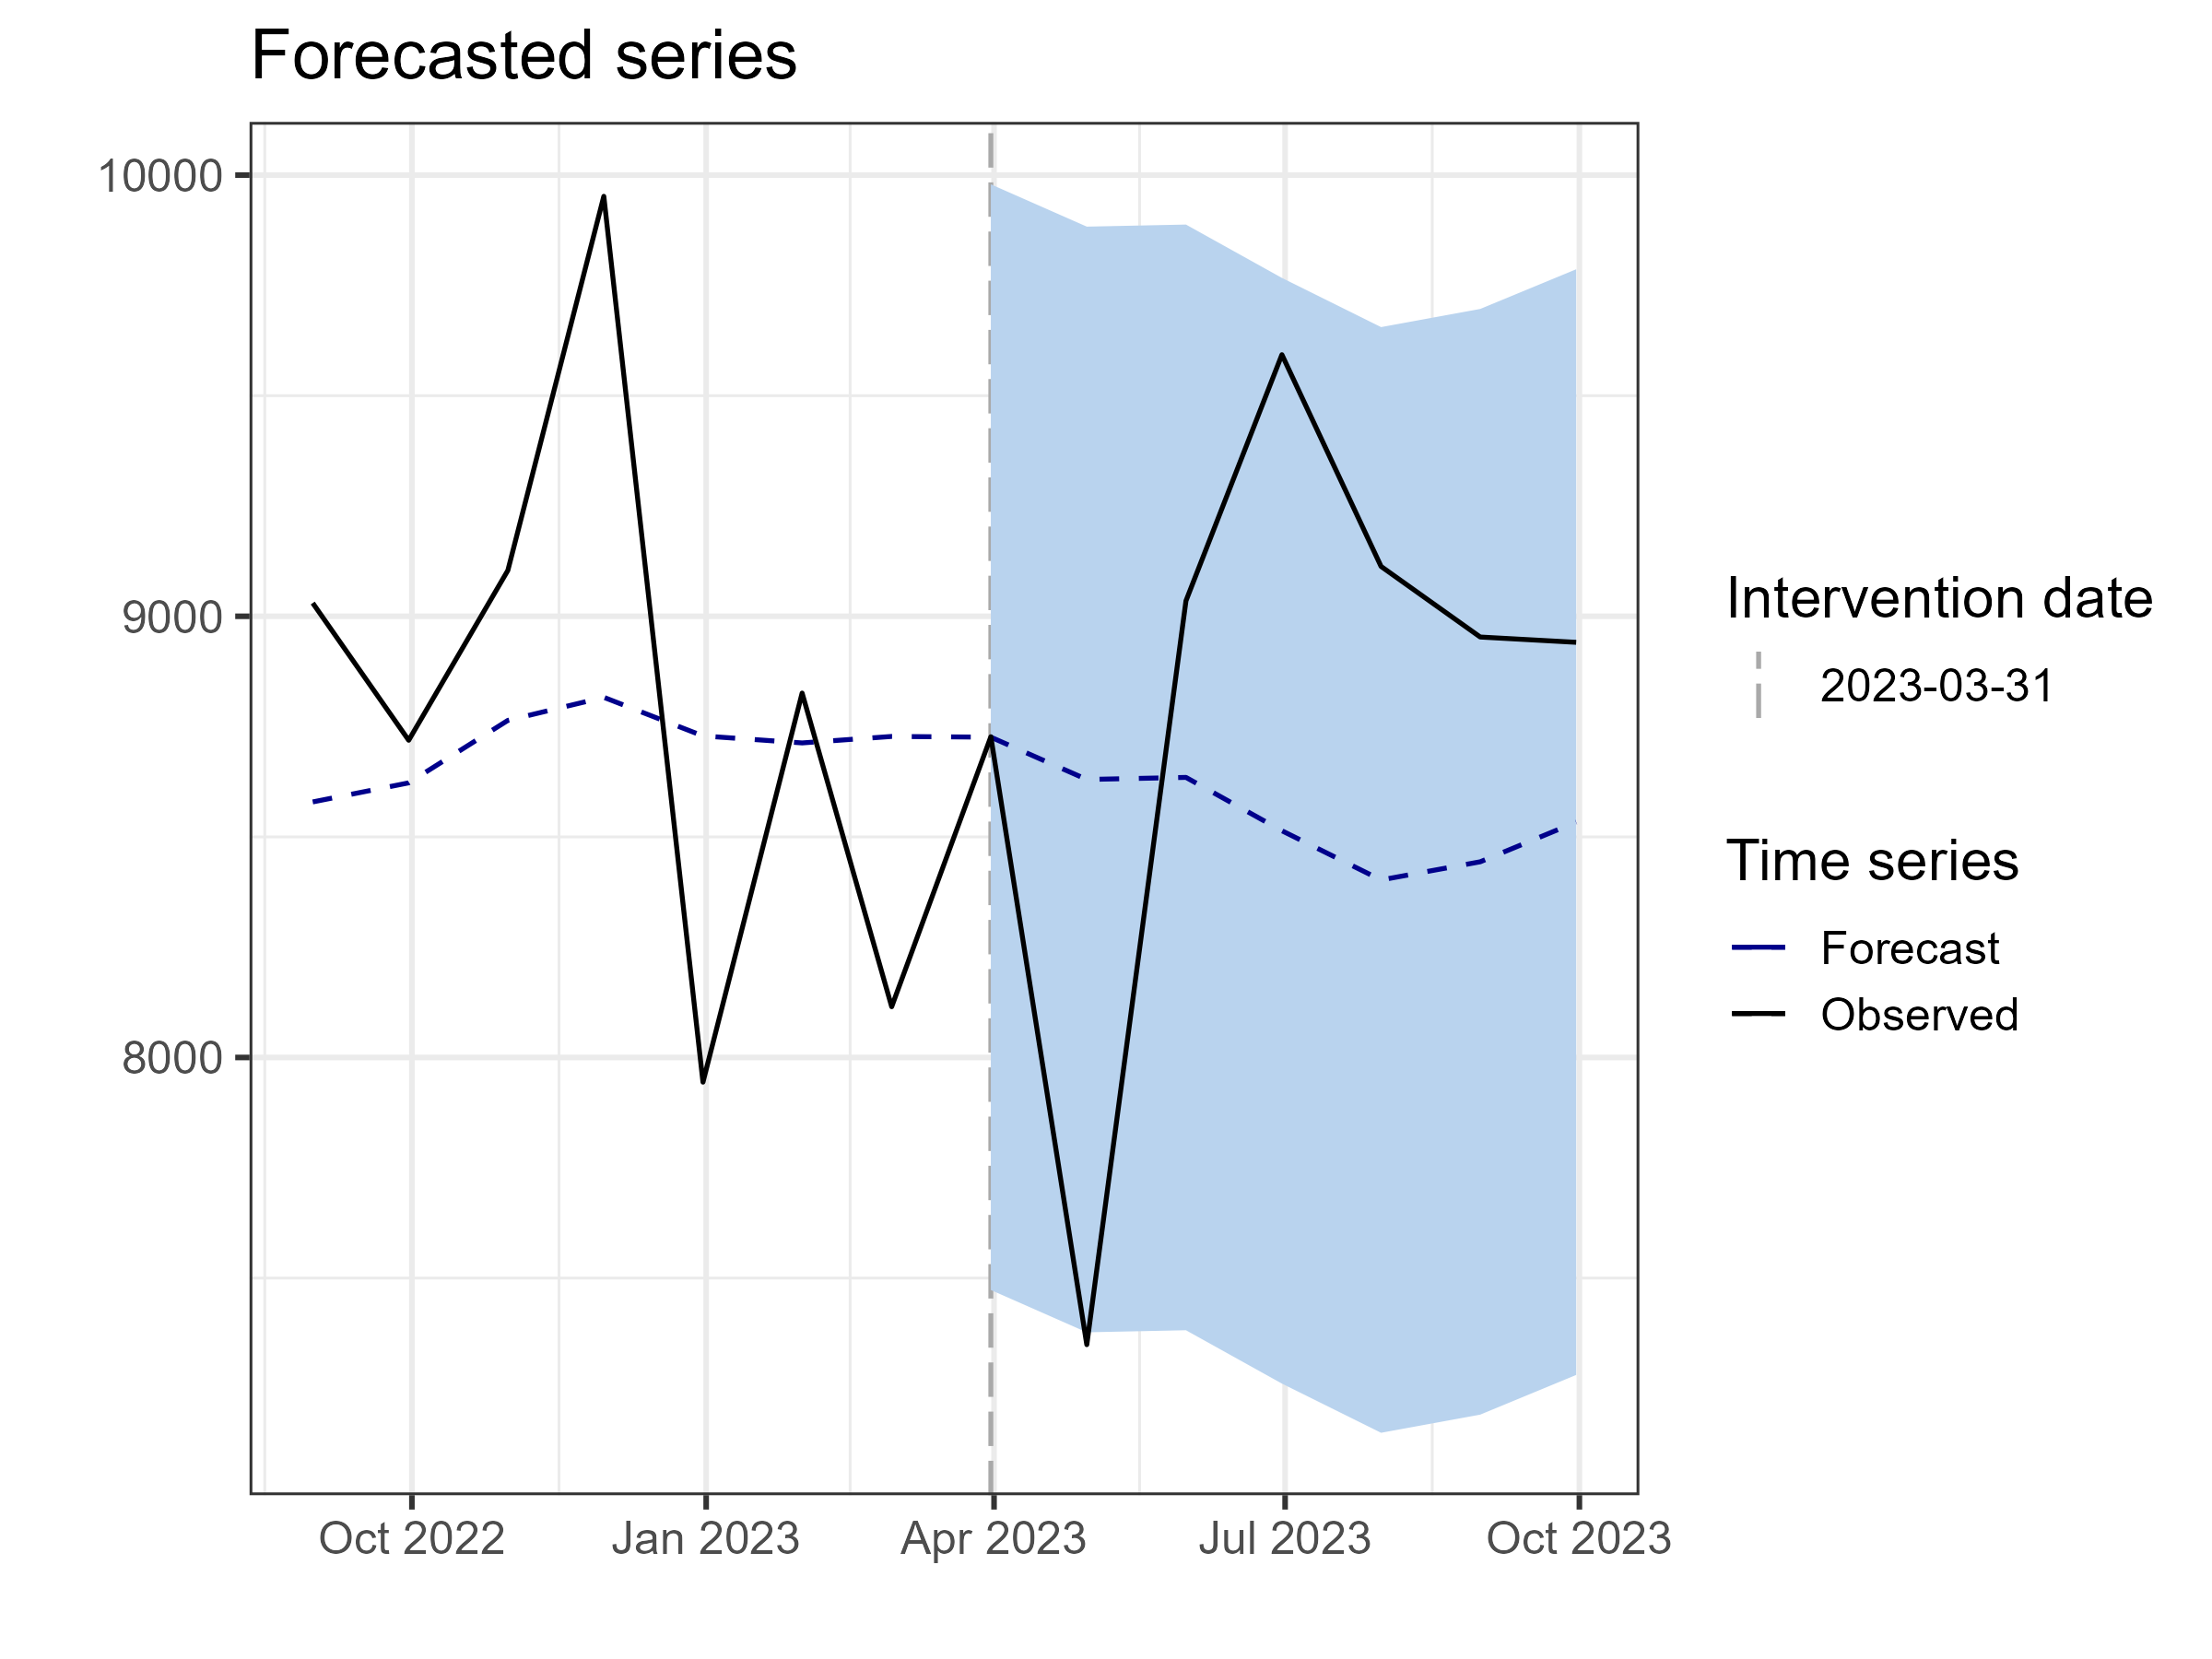 Forecasted series
10000
9000
8000
Oct 2022
Jan 2023
Apr 2023
Jul 2023
Oct 2023
Intervention date
2023-03-31
Time series
Forecast
Observed